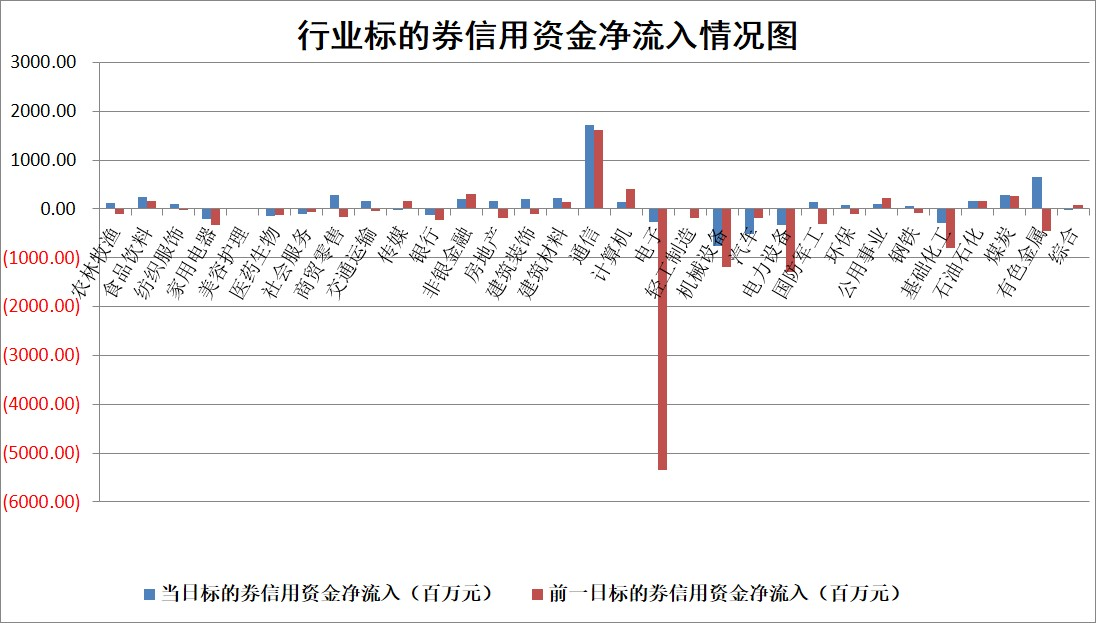 行业标的券信用资金净流入情况图
3000.00
2000.00
1000.00
0.00
(1000.00)
(2000.00)
(3000.00)
(4000.00)
(5000.00)
(6000.00)
农林牧渔
食品饮料
纺织服饰
家用电器
美容护理
医药生物
社会服务
商贸零售
交通运输
传媒
银行
非银金融
房地产
建筑装饰
建筑材料
通信
计算机
电子
轻工制造
机械设备
汽车
电力设备
国防军工
环保
公用事业
钢铁
基础化工
石油石化
煤炭
有色金属
综合
当日标的券信用资金净流入（百万元）
前一日标的券信用资金净流入（百万元）